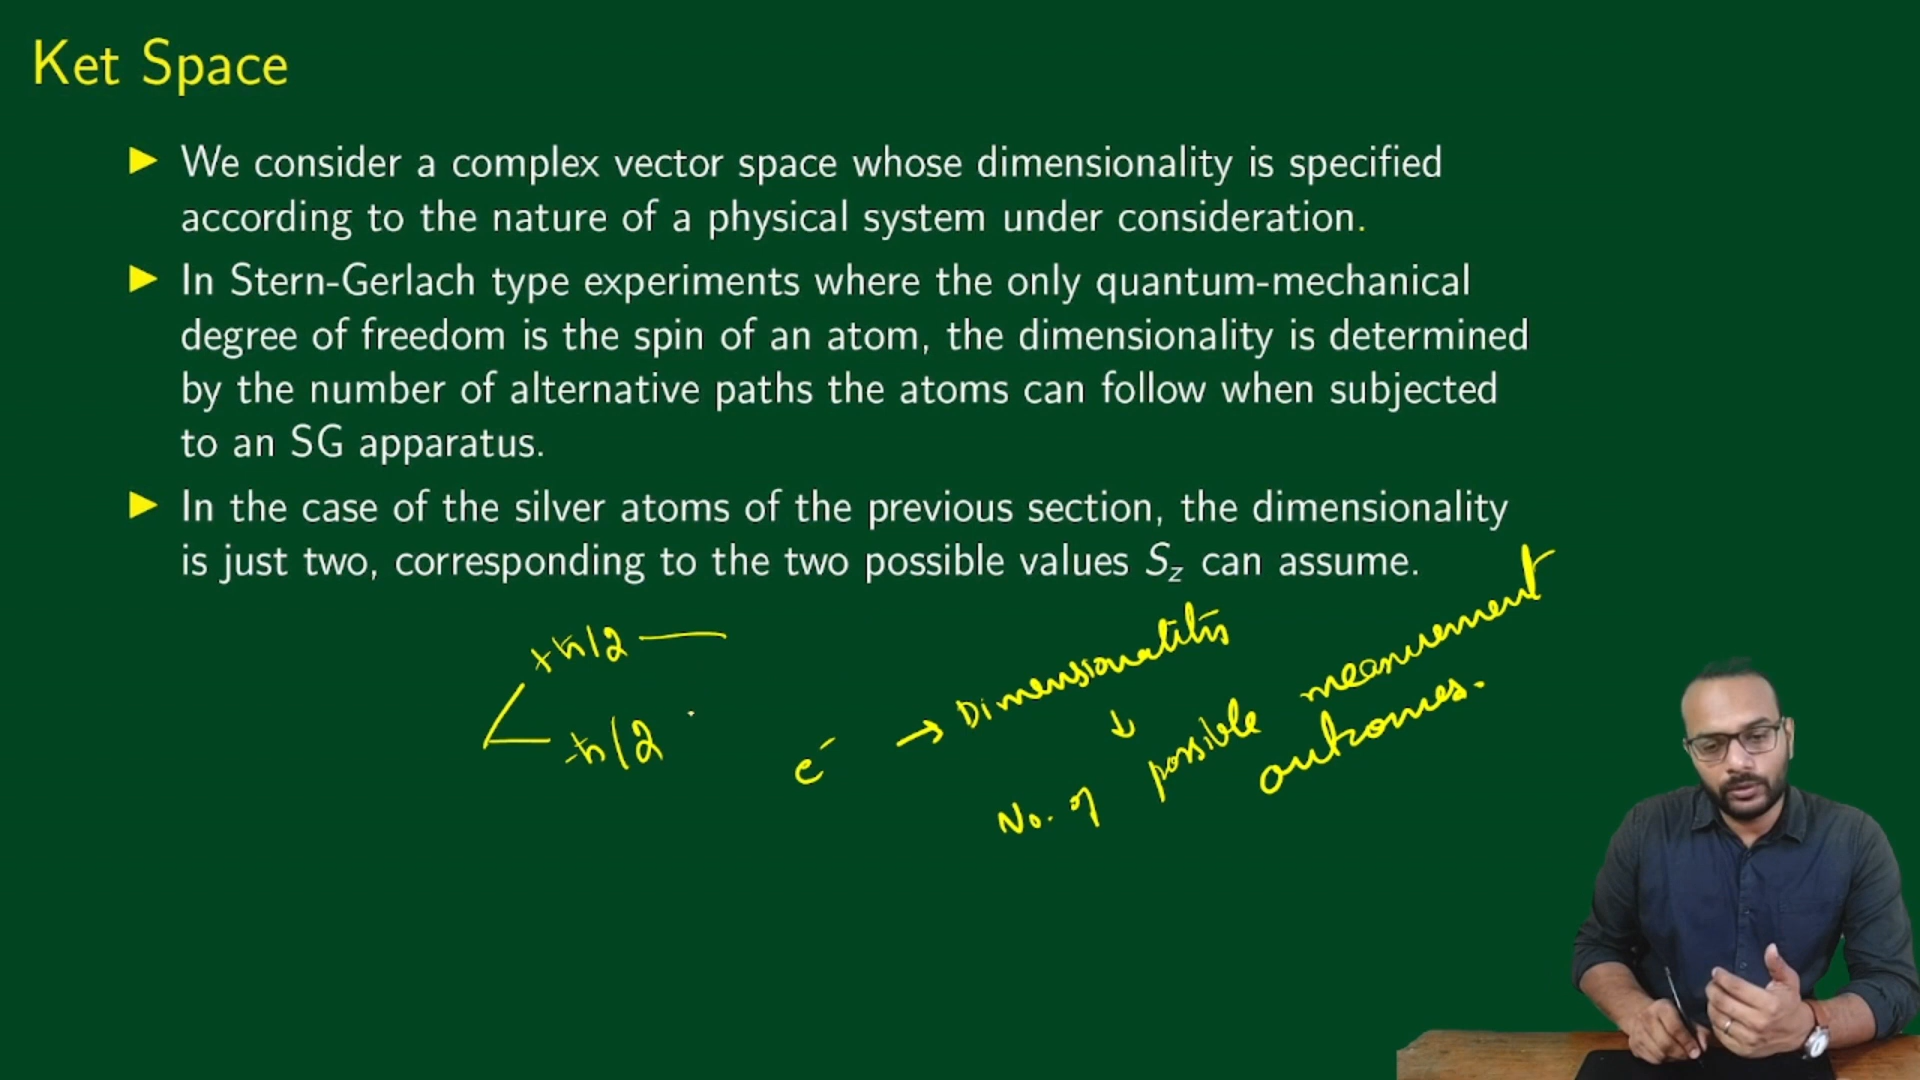 Ket Space
We consider a complex vector space whose dimensionality is specified
according to the nature of a physical system under consideration.
In Stern-Gerlach type experiments where the only quantum-mechanical
degree of freedom is the spin of an atom, the dimensionality is determined
by the number of alternative paths the atoms can follow when subjected
to an SG apparatus.
In the case of the silver atoms of the previous section, the dimensionality
is just two, corresponding to the two possible values S_z can assume.
+ħ/2
-ħ/2
e⁻ → Dimensionality
↓
No. of possible measurement
outcomes.